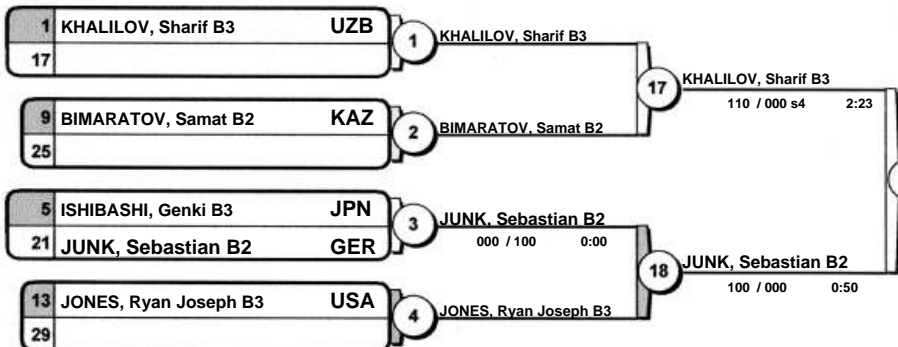 1 KHALILOV, Sharif B3 UZB
17
1
KHALILOV, Sharif B3
9 BIMARATOV, Samat B2 KAZ
25
2
BIMARATOV, Samat B2
17
KHALILOV, Sharif B3
110 / 000 s4 2:23
5 ISHIBASHI, Genki B3 JPN
21 JUNK, Sebastian B2 GER
3
JUNK, Sebastian B2
000 / 100 0:00
13 JONES, Ryan Joseph B3 USA
29
4
JONES, Ryan Joseph B3
18
JUNK, Sebastian B2
100 / 000 0:50